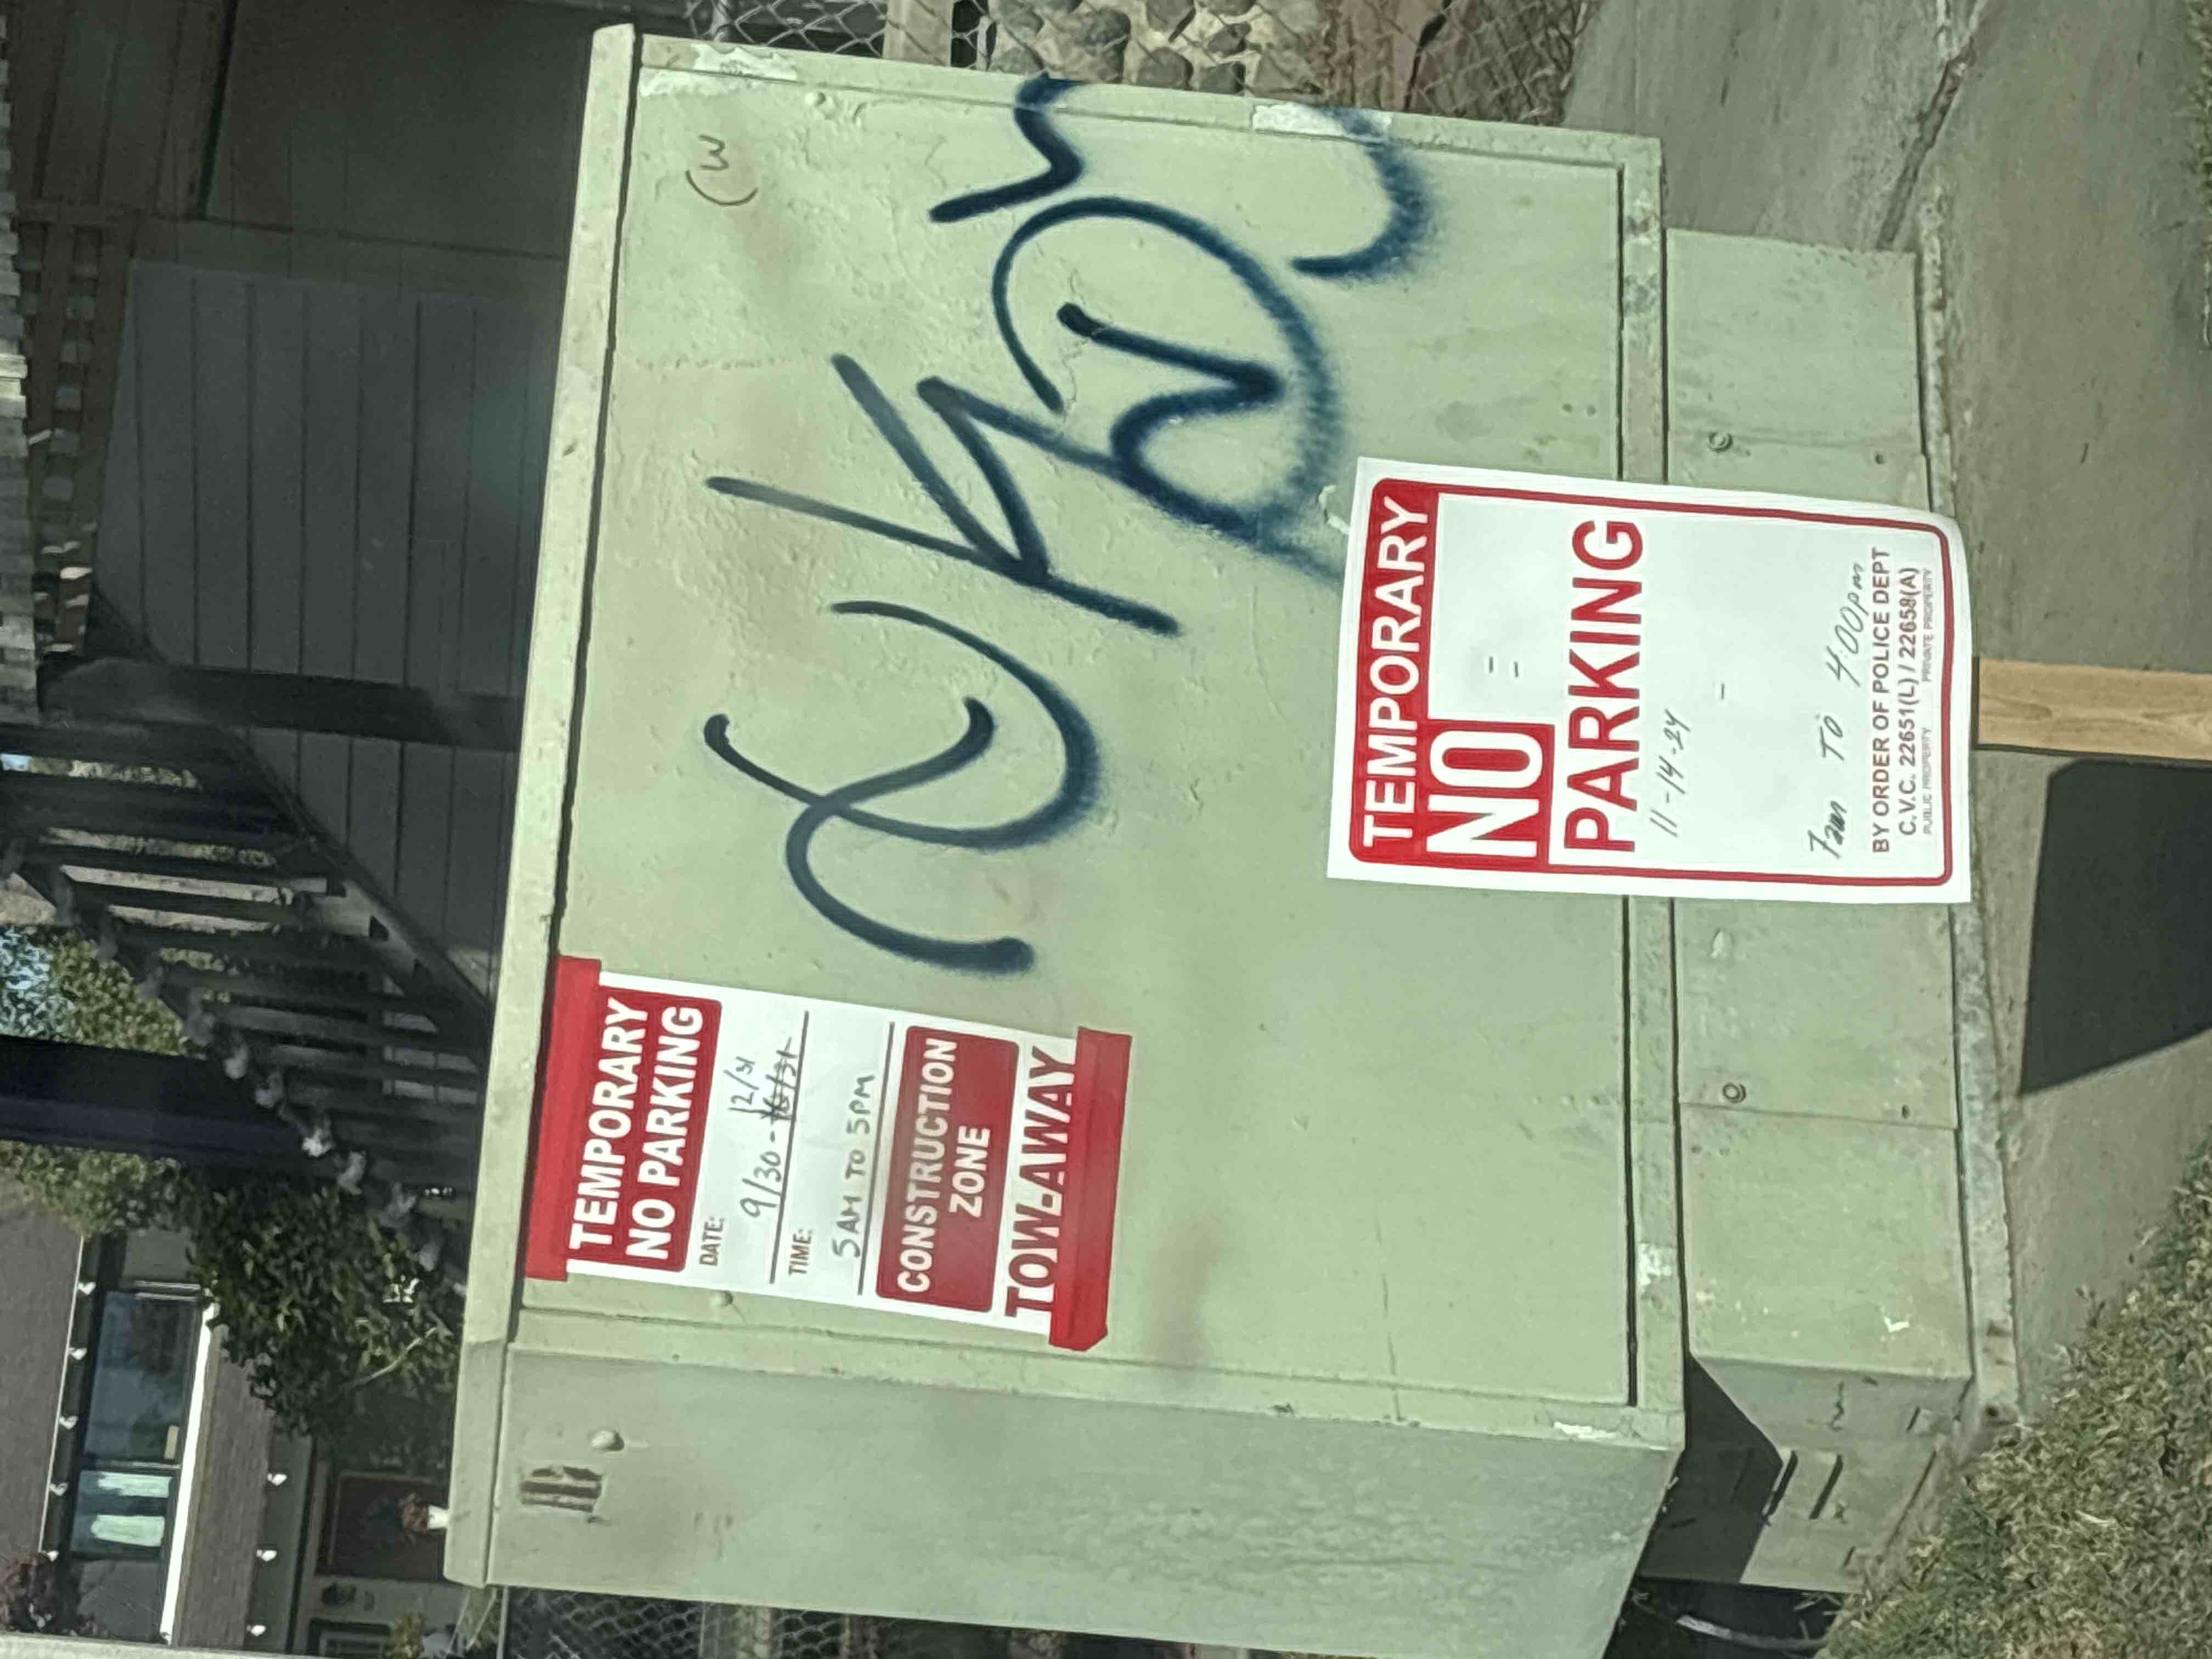 TEMPORARY
NO PARKING
DATE:
12/31
9/30 -
TIME:
5AM TO 5PM
CONSTRUCTION
ZONE
TOW-AWAY
TEMPORARY
NO
PARKING
11-14-24
7am TO 4:00pm
BY ORDER OF POLICE DEPT
C.V.C. 22651(L) / 22658(A)
PUBLIC PROPERTY PRIVATE PROPERTY